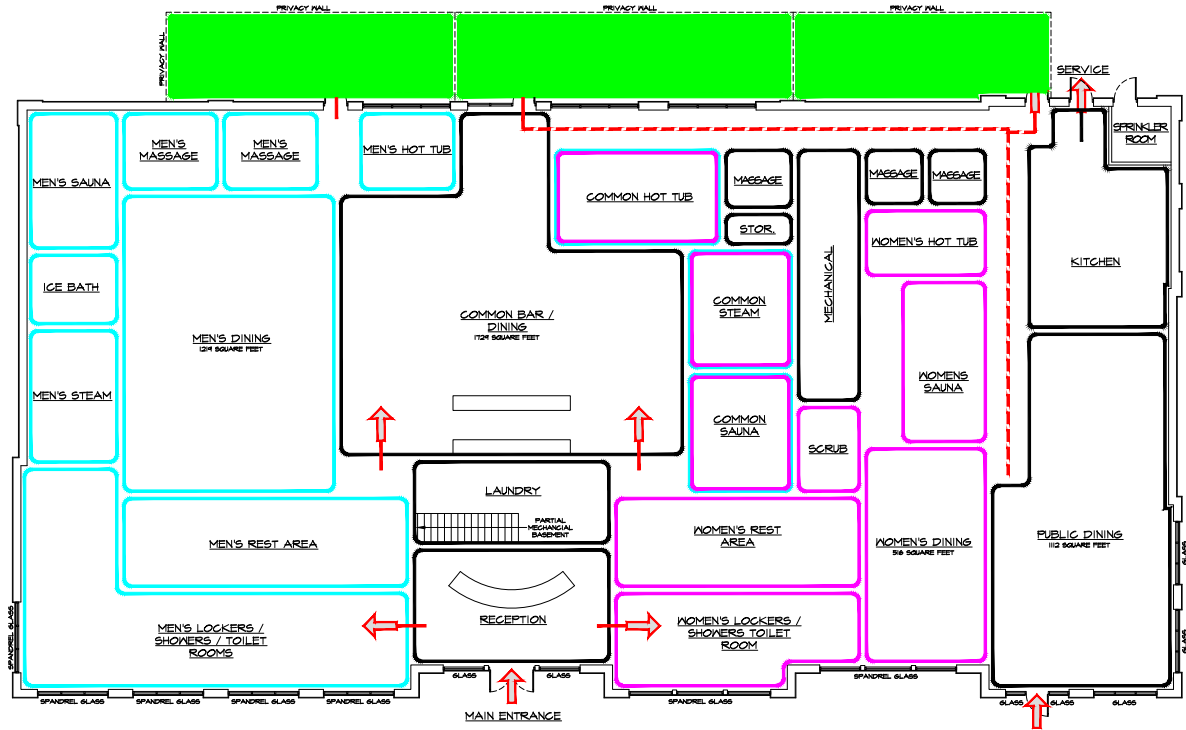 PRIVACY WALL
PRIVACY WALL
PRIVACY WALL
PRIVACY WALL
SERVICE
SPRINKLER
ROOM
MEN'S SAUNA
MEN'S
MASSAGE
MEN'S
MASSAGE
MEN'S HOT TUB
COMMON HOT TUB
MASSAGE
MASSAGE
MASSAGE
STOR.
WOMEN'S HOT TUB
KITCHEN
ICE BATH
MECHANICAL
COMMON
STEAM
COMMON BAR /
DINING
1729 SQUARE FEET
MEN'S DINING
1219 SQUARE FEET
MEN'S STEAM
WOMENS
SAUNA
COMMON
SAUNA
SCRUB
LAUNDRY
PARTIAL
MECHANCIAL
BASEMENT
MEN'S REST AREA
WOMEN'S REST
AREA
WOMEN'S DINING
516 SQUARE FEET
PUBLIC DINING
1112 SQUARE FEET
GLASS
RECEPTION
MEN'S LOCKERS /
SHOWERS / TOILET
ROOMS
WOMEN'S LOCKERS /
SHOWERS TOILET
ROOM
SPANDREL GLASS
GLASS
GLASS
GLASS
SPANDREL GLASS
SPANDREL GLASS
SPANDREL GLASS
SPANDREL GLASS
SPANDREL GLASS
SPANDREL GLASS
GLASS
GLASS
GLASS
MAIN ENTRANCE